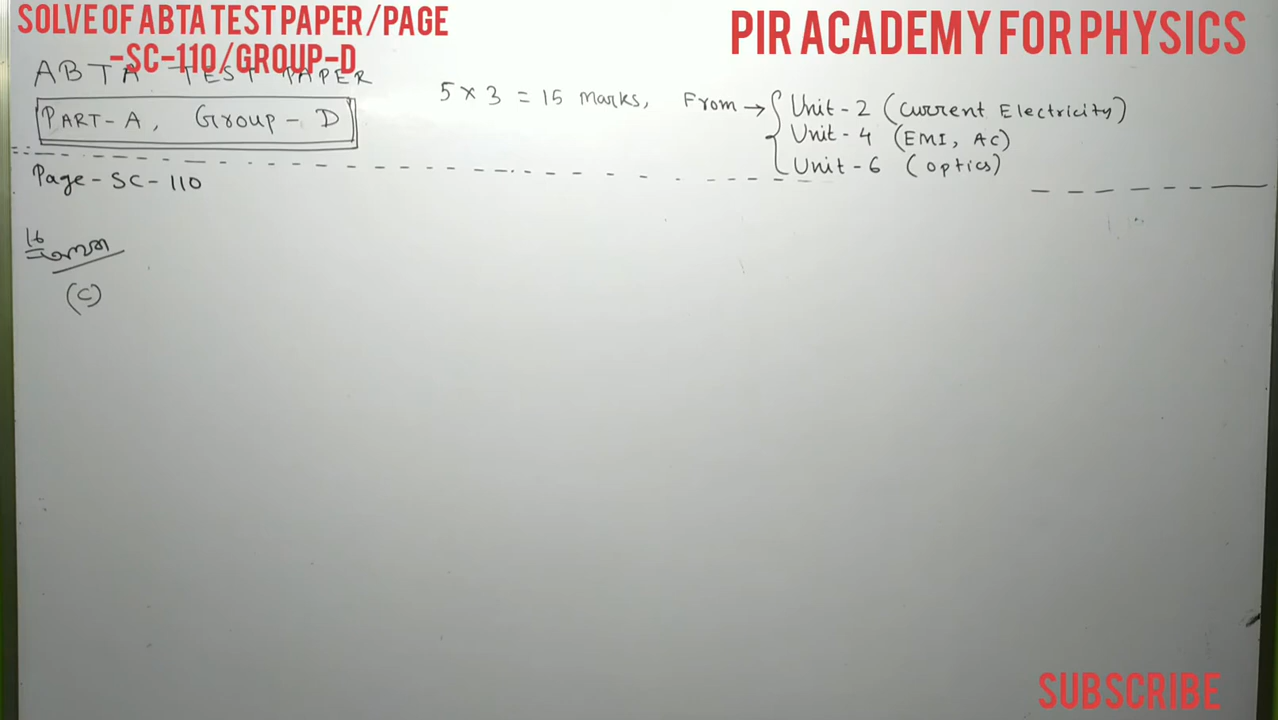 SOLVE OF ABTA TEST PAPER/PAGE
-SC-110/GROUP-D
PIR ACADEMY FOR PHYSICS
ABTA TEST PAPER
PART-A, Group-D
5 × 3 = 15 marks, From → Unit-2 (Current Electricity)
Unit-4 (EMI, AC)
Unit-6 (optics)
Page-SC-110
16
(C)
SUBSCRIBE